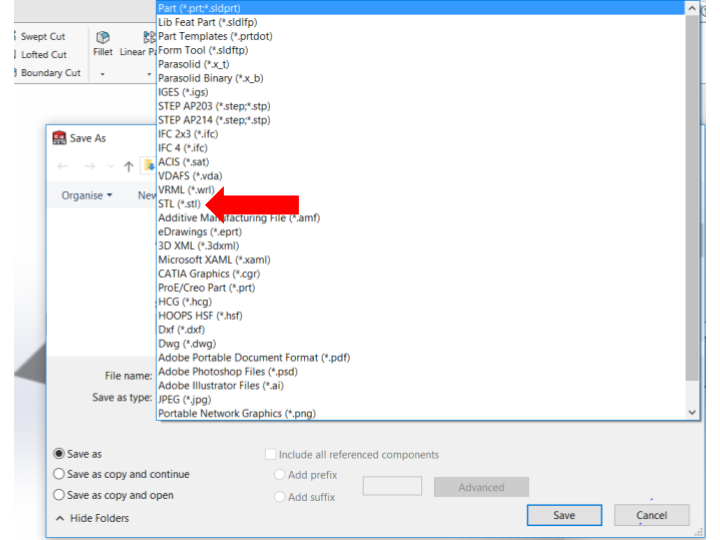 Part (*.prt;*.sldprt)
Lib Feat Part (*.sldlfp)
Swept Cut
Part Templates (*.prtdot)
Lofted Cut
Fillet
Linear
Form Tool (*.sldftp)
Parasolid (*.x_t)
Boundary Cut
Parasolid Binary (*.x_b)
IGES (*.igs)
STEP AP203 (*.step;*.stp)
STEP AP214 (*.step;*.stp)
Save As
IFC 2x3 (*.ifc)
IFC 4 (*.ifc)
ACIS (*.sat)
VDAFS (*.vda)
Organise
VRML (*.wrl)
STL (*.stl)
Additive Manufacturing File (*.amf)
eDrawings (*.eprt)
3D XML (*.3dxml)
Microsoft XAML (*.xaml)
CATIA Graphics (*.cgr)
ProE/Creo Part (*.prt)
HCG (*.hcg)
HOOPS HSF (*.hsf)
Dxf (*.dxf)
Dwg (*.dwg)
Adobe Portable Document Format (*.pdf)
File name:
Adobe Photoshop Files (*.psd)
Adobe Illustrator Files (*.ai)
Save as type:
JPEG (*.jpg)
Portable Network Graphics (*.png)
Save as
Include all referenced components
Save as copy and continue
Add prefix
Advanced
Save as copy and open
Add suffix
Hide Folders
Save
Cancel